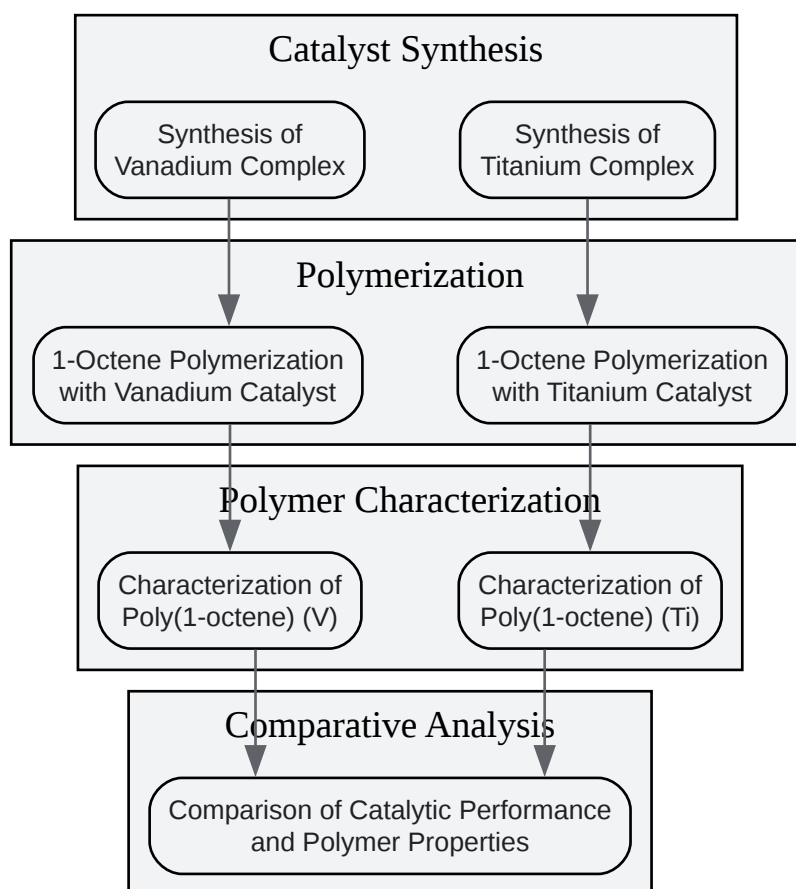 Catalyst Synthesis
Synthesis of
Vanadium Complex
Synthesis of
Titanium Complex
Polymerization
1-Octene Polymerization
with Vanadium Catalyst
1-Octene Polymerization
with Titanium Catalyst
Polymer Characterization
Characterization of
Poly(1-octene) (V)
Characterization of
Poly(1-octene) (Ti)
Comparative Analysis
Comparison of Catalytic Performance
and Polymer Properties